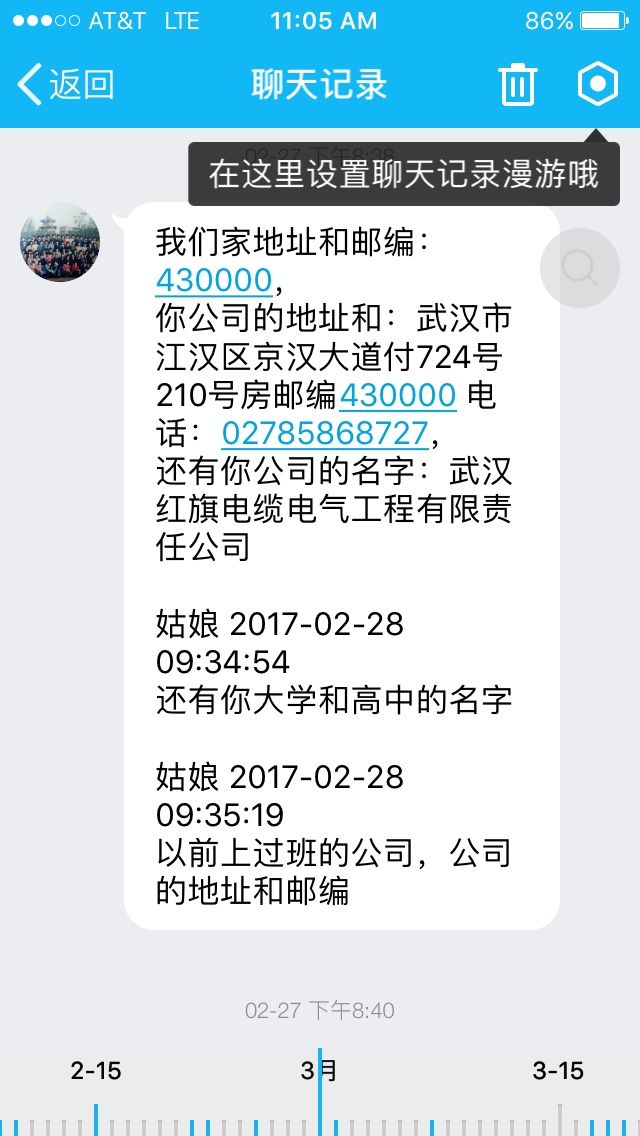 AT&T LTE 11:05 AM 86%
返回 聊天记录
02-27 下午8:38
在这里设置聊天记录漫游哦
我们家地址和邮编：
430000，
你公司的地址和：武汉市
江汉区京汉大道付724号
210号房邮编430000 电
话：02785868727，
还有你公司的名字：武汉
红旗电缆电气工程有限责
任公司
姑娘 2017-02-28
09:34:54
还有你大学和高中的名字
姑娘 2017-02-28
09:35:19
以前上过班的公司，公司
的地址和邮编
02-27 下午8:40
2-15 3月 3-15